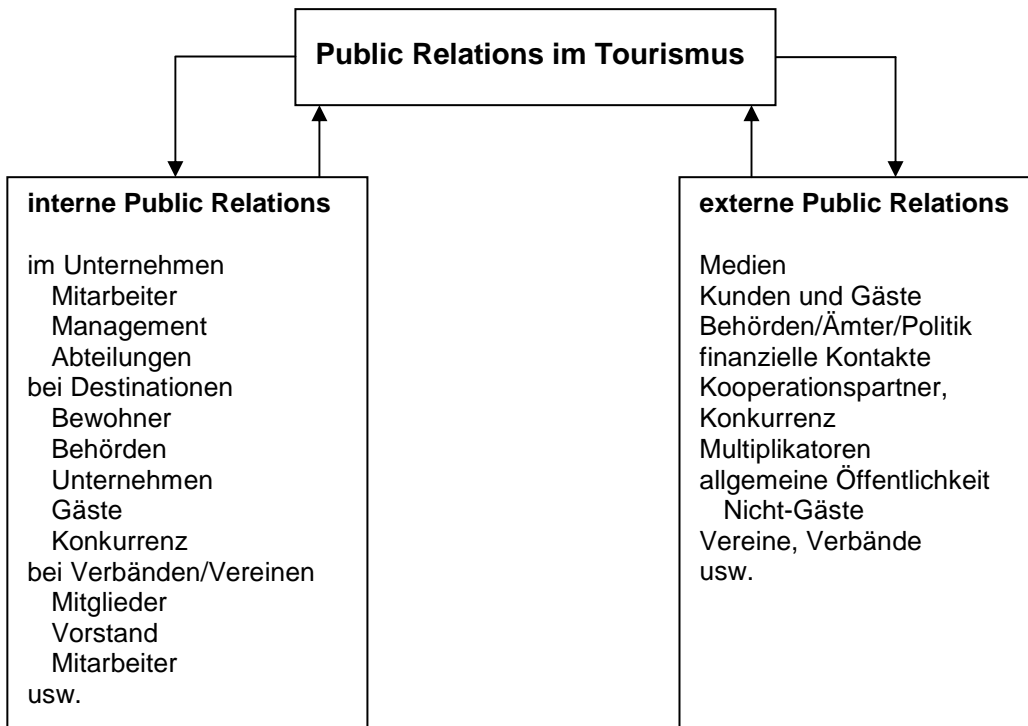 Public Relations im Tourismus
interne Public Relations
im Unternehmen
Mitarbeiter
Management
Abteilungen
bei Destinationen
Bewohner
Behörden
Unternehmen
Gäste
Konkurrenz
bei Verbänden/Vereinen
Mitglieder
Vorstand
Mitarbeiter
usw.
externe Public Relations
Medien
Kunden und Gäste
Behörden/Ämter/Politik
finanzielle Kontakte
Kooperationspartner,
Konkurrenz
Multiplikatoren
allgemeine Öffentlichkeit
Nicht-Gäste
Vereine, Verbände
usw.